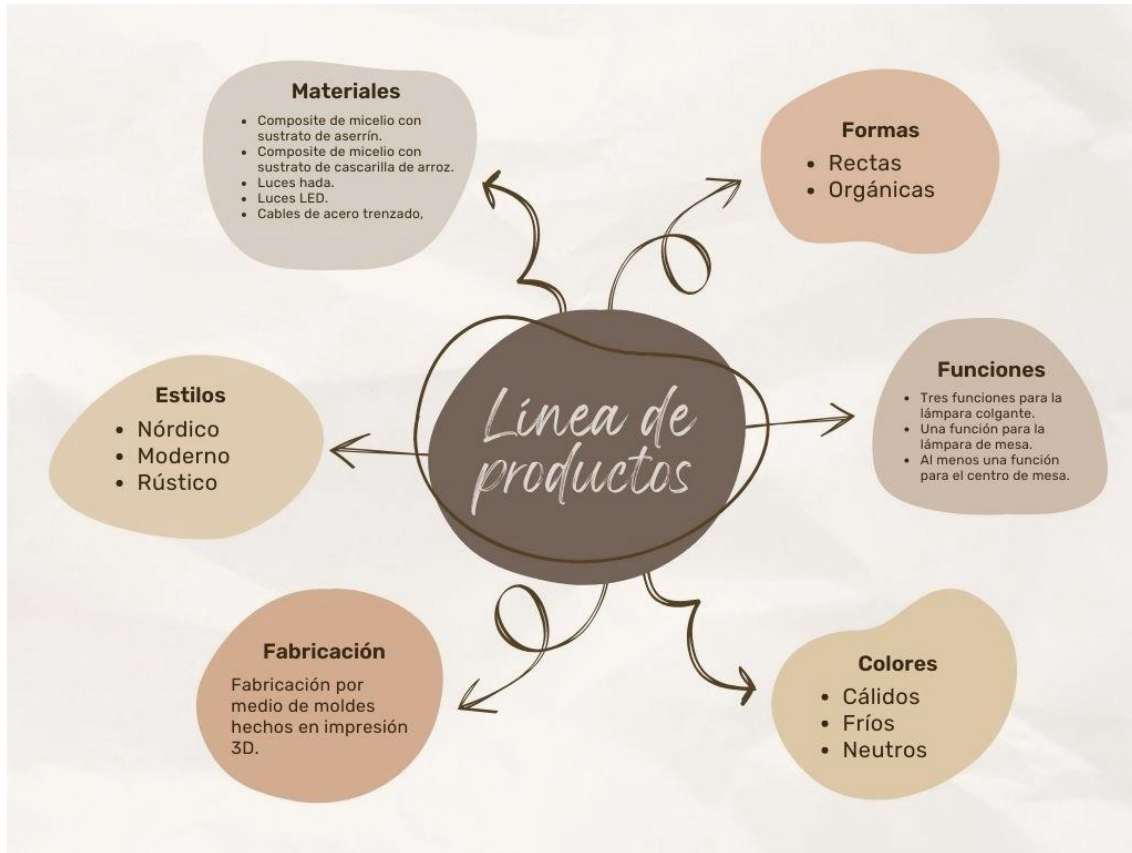 Materiales
• Composite de micelio con
sustrato de aserrín.
• Composite de micelio con
sustrato de cascarilla de arroz.
• Luces hada.
• Luces LED.
• Cables de acero trenzado,
Formas
• Rectas
• Orgánicas
Línea de
productos
Estilos
• Nórdico
• Moderno
• Rústico
Funciones
• Tres funciones para la
lámpara colgante.
• Una función para la
lámpara de mesa.
• Al menos una función
para el centro de mesa.
Fabricación
Fabricación por
medio de moldes
hechos en impresión
3D.
Colores
• Cálidos
• Fríos
• Neutros